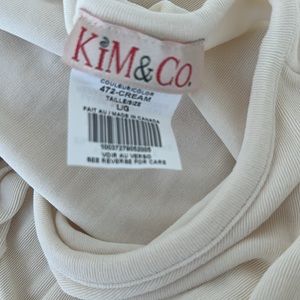 KiM&CO.
COULEUR/COLOR
472-CREAM
TAILLE/SIZE
L/G
FAIT AU / MADE IN CANADA
10037279052005
VOIR AU VERSO
SEE REVERSE FOR CARE